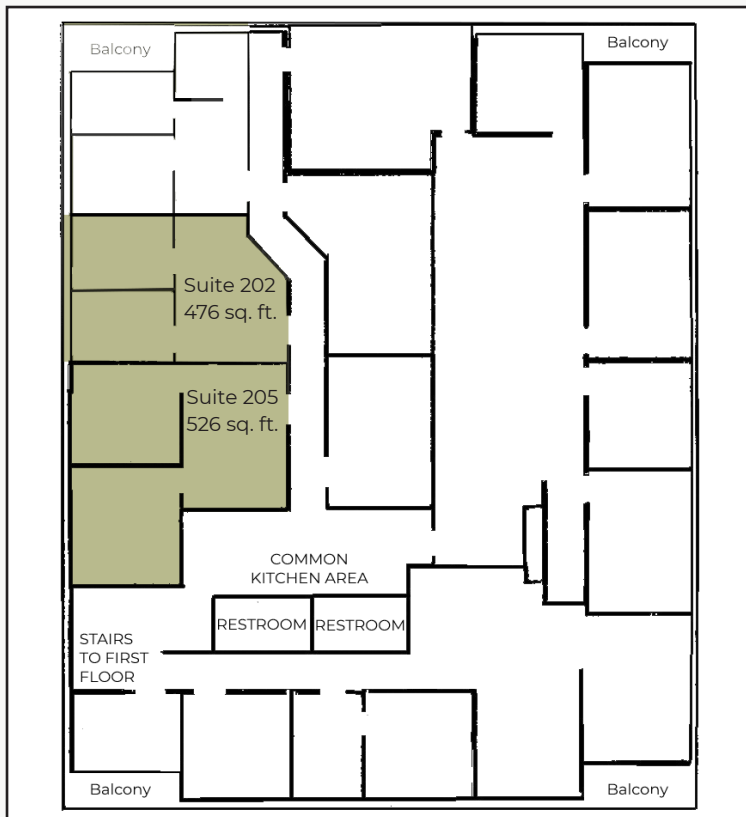 Balcony
Balcony
Suite 202
476 sq. ft.
Suite 205
526 sq. ft.
COMMON
KITCHEN AREA
RESTROOM
RESTROOM
STAIRS
TO FIRST
FLOOR
Balcony
Balcony